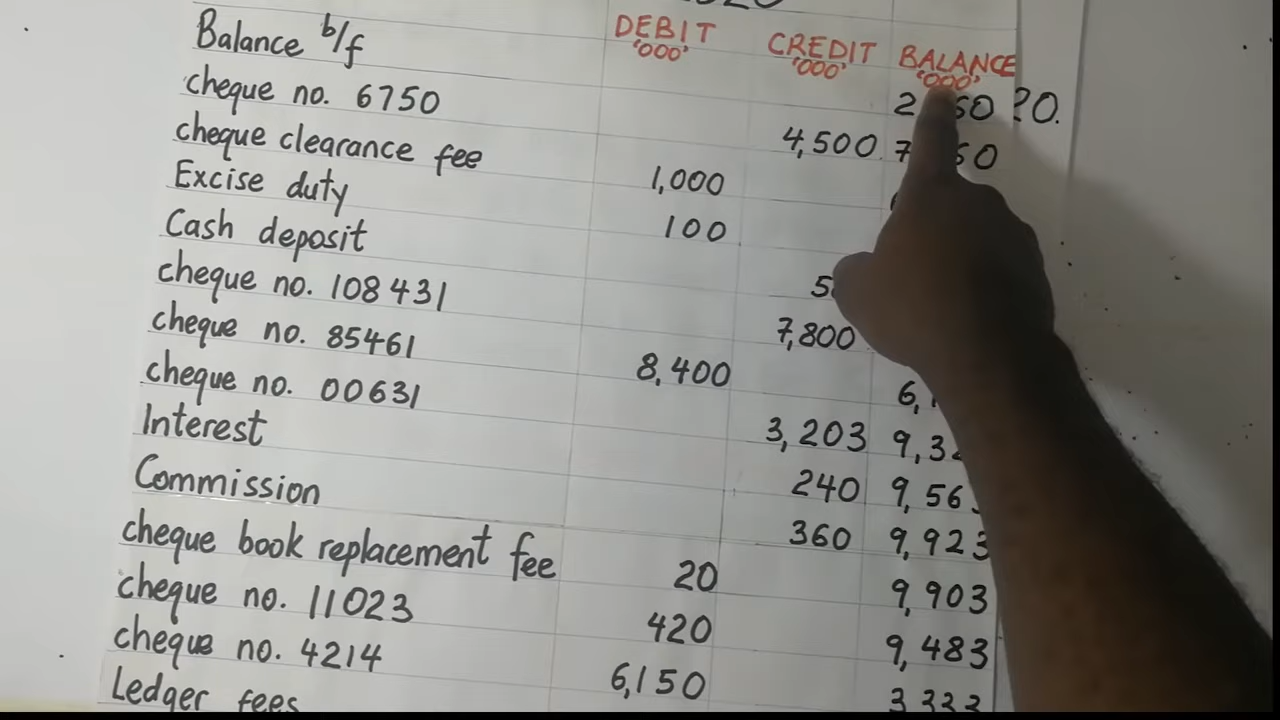 DEBIT CREDIT BALANCE
'000' '000' '000'
Balance b/f
cheque no. 6750 4,500
cheque clearance fee 1,000
Excise duty 100
Cash deposit
cheque no. 108431 7,800
cheque no. 85461 8,400
cheque no. 00631 3,203
Interest 240
Commission 360 9,923
cheque book replacement fee 20 9,903
cheque no. 11023 420 9,483
cheque no. 4214 6,150 3333
Ledger fees